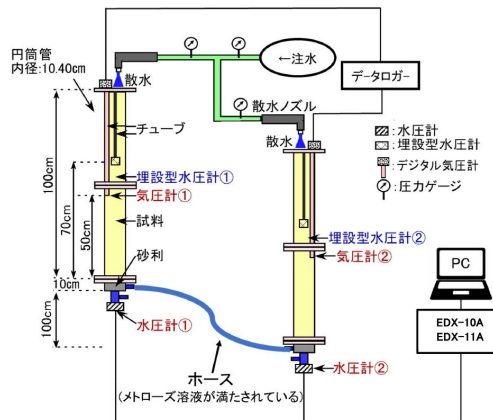 円筒管
内径:10.40cm
散水
←注水
データロガー
散水ノズル
散水
水圧計
埋設型水圧計
デジタル気圧計
圧力ゲージ
チューブ
埋設型水圧計①
気圧計①
試料
砂利
水圧計①
100cm
70cm
50cm
10cm
100cm
埋設型水圧計②
気圧計②
水圧計②
ホース
(メトローズ溶液が満たされている)
PC
EDX-10A
EDX-11A